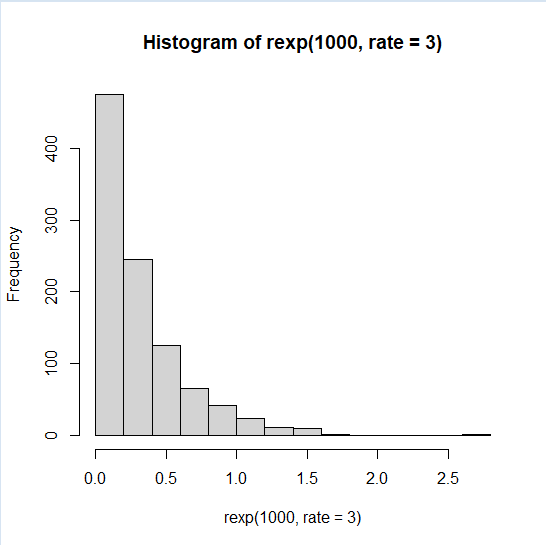 Histogram of rexp(1000, rate = 3)
Frequency
400
300
200
100
0
0.0 0.5 1.0 1.5 2.0 2.5
rexp(1000, rate = 3)